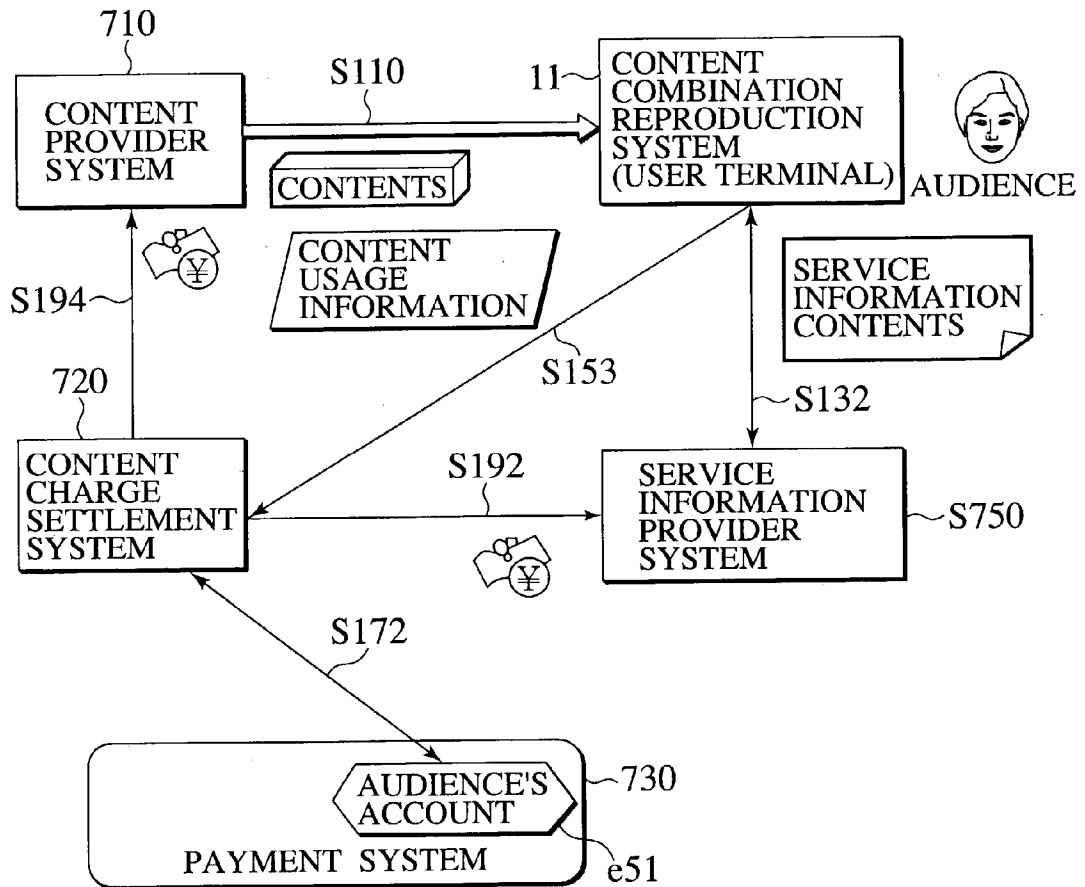 710
CONTENT
PROVIDER
SYSTEM
S110
CONTENTS
11
CONTENT
COMBINATION
REPRODUCTION
SYSTEM
(USER TERMINAL)
AUDIENCE
¥
CONTENT
USAGE
INFORMATION
SERVICE
INFORMATION
CONTENTS
S194
S153
S132
720
CONTENT
CHARGE
SETTLEMENT
SYSTEM
S192
¥
SERVICE
INFORMATION
PROVIDER
SYSTEM
S750
S172
AUDIENCE'S
ACCOUNT
730
PAYMENT SYSTEM
e51